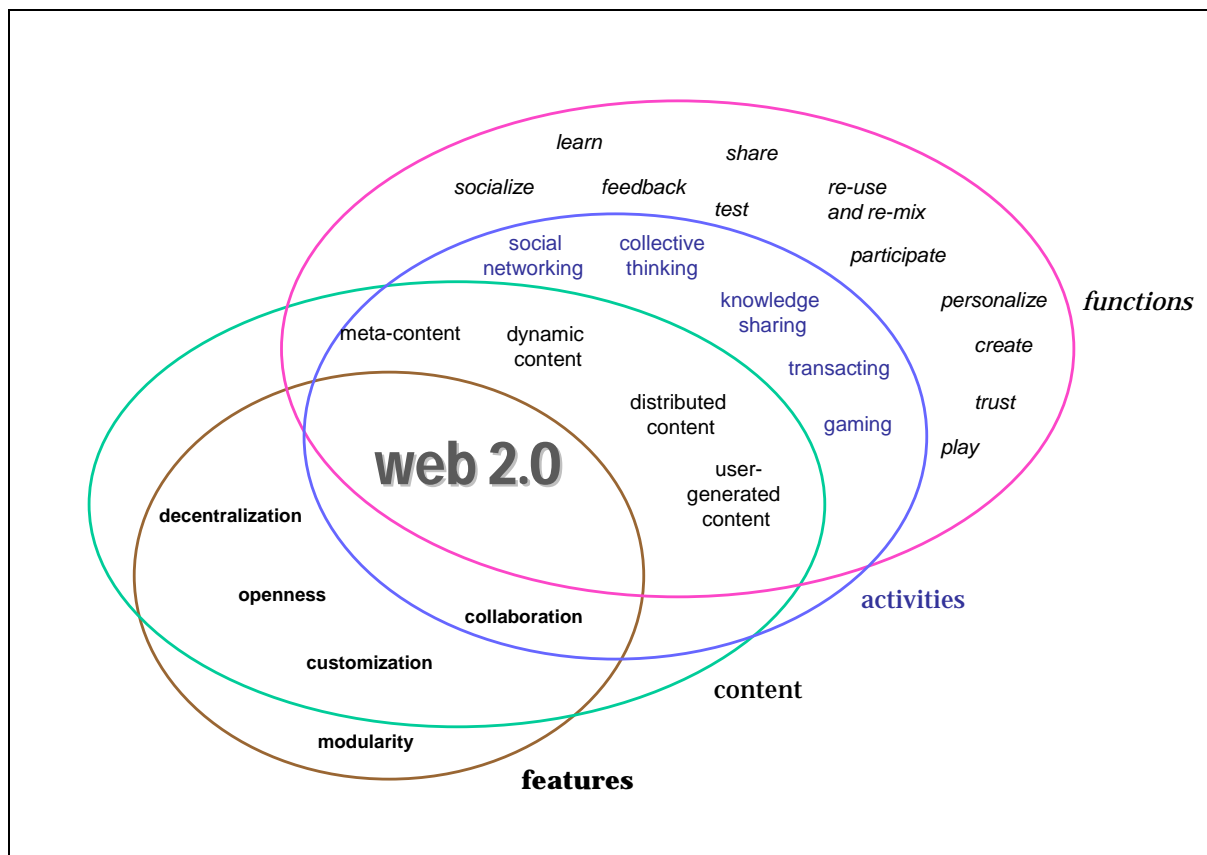 learn
share
socialize
feedback
re-use
and re-mix
test
social
networking
collective
thinking
participate
knowledge
sharing
personalize
functions
meta-content
dynamic
content
create
transacting
distributed
content
trust
gaming
play
web 2.0
user-
generated
content
decentralization
openness
activities
collaboration
customization
content
modularity
features